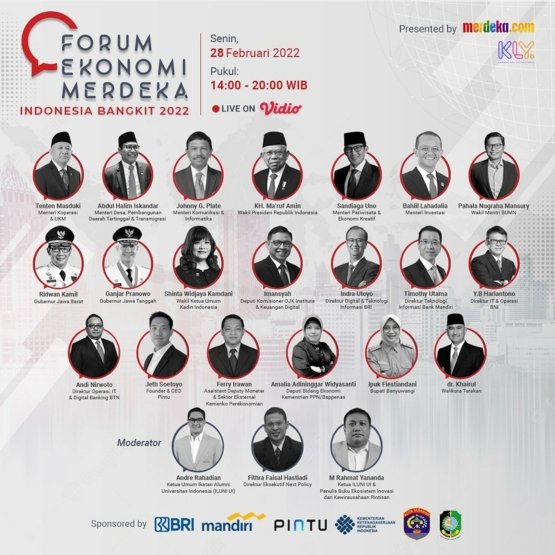 FORUM
EKONOMI
MERDEKA
INDONESIA BANGKIT 2022
Senin,
28 Februari 2022
Pukul:
14:00 - 20:00 WIB
LIVE ON Vidio
Presented by merdeka.com
KLY.
Tenten Masduki
Menteri Koperasi
& UKM
Abdul Halim Iskandar
Menteri Desa, Pembangunan
Daerah Tertinggal & Transmigrasi
Johnny G. Plate
Menteri Komunikasi &
Informatika
KH. Ma'ruf Amin
Wakil Presiden Republik Indonesia
Sandiaga Uno
Menteri Pariwisata &
Ekonomi Kreatif
Bahlil Lahadalia
Menteri Investasi
Pahala Nugraha Mansury
Wakil Mentri BUMN
Ridwan Kamil
Gubernur Jawa Barat
Ganjar Pranowo
Gubernur Jawa Tanggah
Shinta Widjaya Kamdani
Wakil Ketua Umum
Kadin Indonesia
Imansyah
Deputi Komisioner OJK Institute
& Keuangan Digital
Indra Utoyo
Direktur Digital & Teknologi
Informasi BRI
Timothy Utama
Direktur Teknologi
Informasi Bank Mandiri
Y.B Hariantono
Direktur IT & Operasi
BNI
Andi Nirwoto
Direktur Operasi, IT
& Digital Banking BTN
Jeth Soetoyo
Founder & CEO
Pintu
Ferry Irawan
Assistant Deputy Moneter
& Sektor Eksternal
Kemenko Perekonomian
Amalia Adininggar Widyasanti
Deputi Bidang Ekonomi
Kementerian PPN/Bappenas
Ipuk Fiestiandani
Bupati Banyuwangi
dr. Khairul
Walikota Tarakan
Moderator
Andre Rahadian
Ketua Umum Ikatan Alumni
Universitas Indonesia (ILUNI UI)
Fithra Faisal Hastiadi
Direktur Eksekutif Next Policy
M Rahmat Yananda
Ketua ILUNI UI &
Penulis Buku Ekosistem Inovasi
dan Kewirausahaan Rintisan
Sponsored by BRI mandiri PINTU KEMENTERIAN
KETENAGAKERJAAN
REPUBLIK
INDONESIA